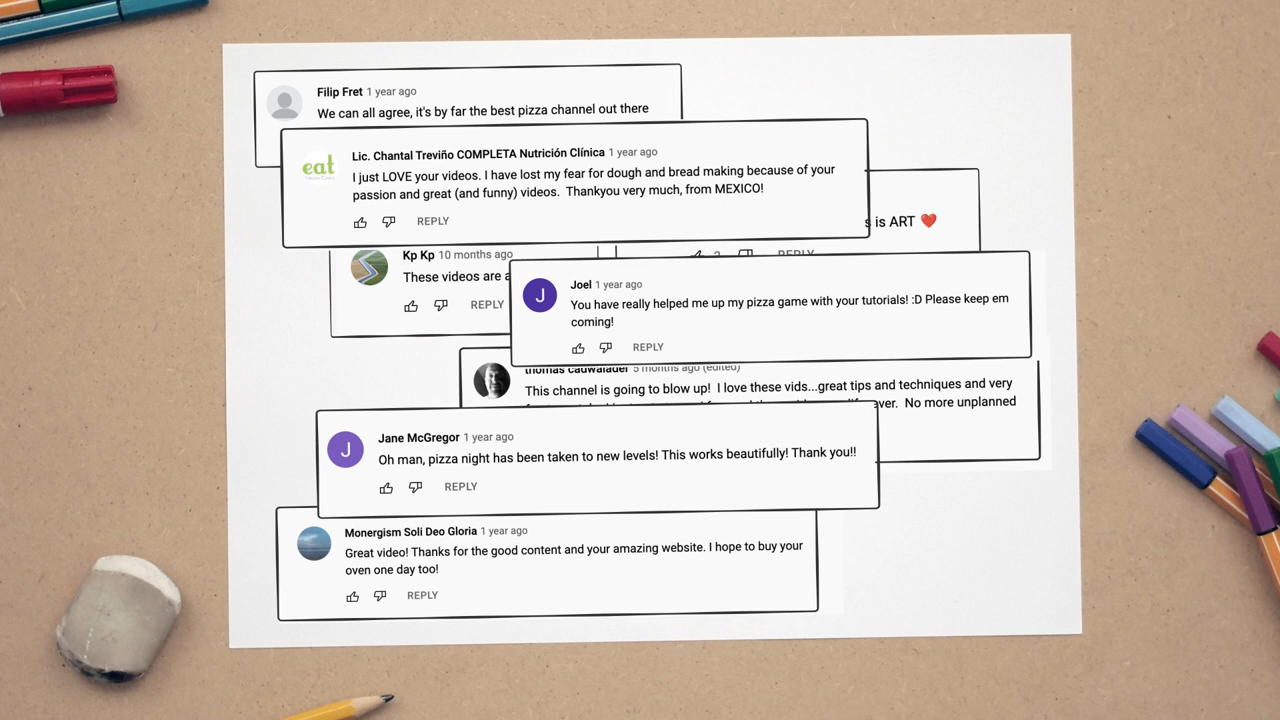 Filip Fret 1 year ago
We can all agree, it's by far the best pizza channel out there
eat
Lic. Chantal Treviño COMPLETA Nutrición Clínica 1 year ago
I just LOVE your videos. I have lost my fear for dough and bread making because of your
passion and great (and funny) videos.  Thankyou very much, from MEXICO!
REPLY
is ART ❤️
REPLY
Kp Kp 10 months ago
These videos are
REPLY
J
Joel 1 year ago
You have really helped me up my pizza game with your tutorials! :D Please keep em
coming!
REPLY
thomas cadwalader 5 months ago (edited)
This channel is going to blow up!  I love these vids...great tips and techniques and very
No more unplanned
J
Jane McGregor 1 year ago
Oh man, pizza night has been taken to new levels! This works beautifully! Thank you!!
REPLY
Monergism Soli Deo Gloria 1 year ago
Great video! Thanks for the good content and your amazing website. I hope to buy your
oven one day too!
REPLY